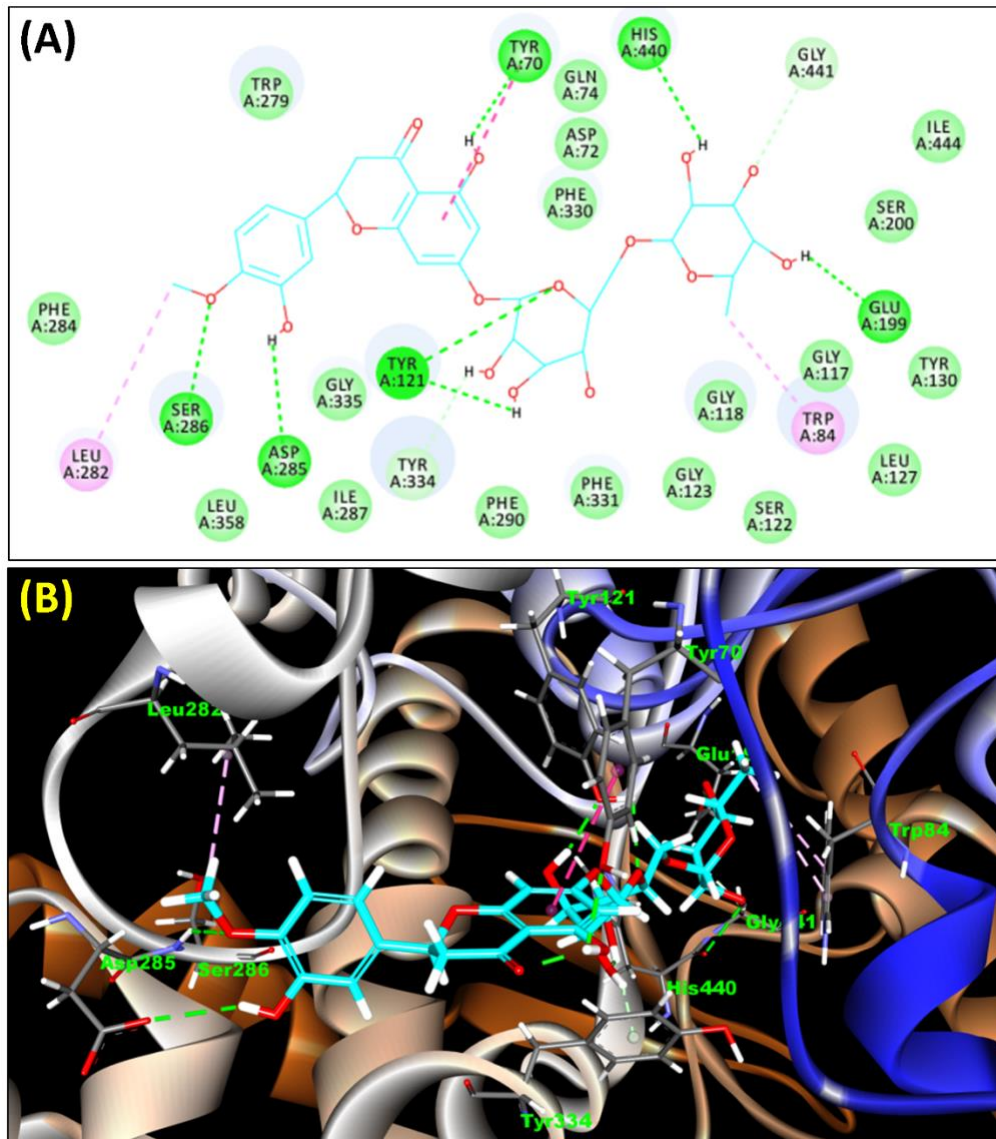 (A)
TYR
A:70
HIS
A:440
GLY
A:441
TRP
A:279
GLN
A:74
ASP
A:72
ILE
A:444
PHE
A:330
SER
A:200
H
O
O
H
O
O
O
O
O
O
O
H
O
H
GLU
A:199
PHE
A:284
O
O
H
O
O
TYR
A:121
H
O
O
H
O
GLY
A:335
GLY
A:117
TYR
A:130
SER
A:286
GLY
A:118
TRP
A:84
LEU
A:282
ASP
A:285
TYR
A:334
LEU
A:127
LEU
A:358
ILE
A:287
PHE
A:290
PHE
A:331
GLY
A:123
SER
A:122
(B)
Tyr121
Tyr70
Leu282
Trp84
Asp285
Ser286
His440
Tyr334